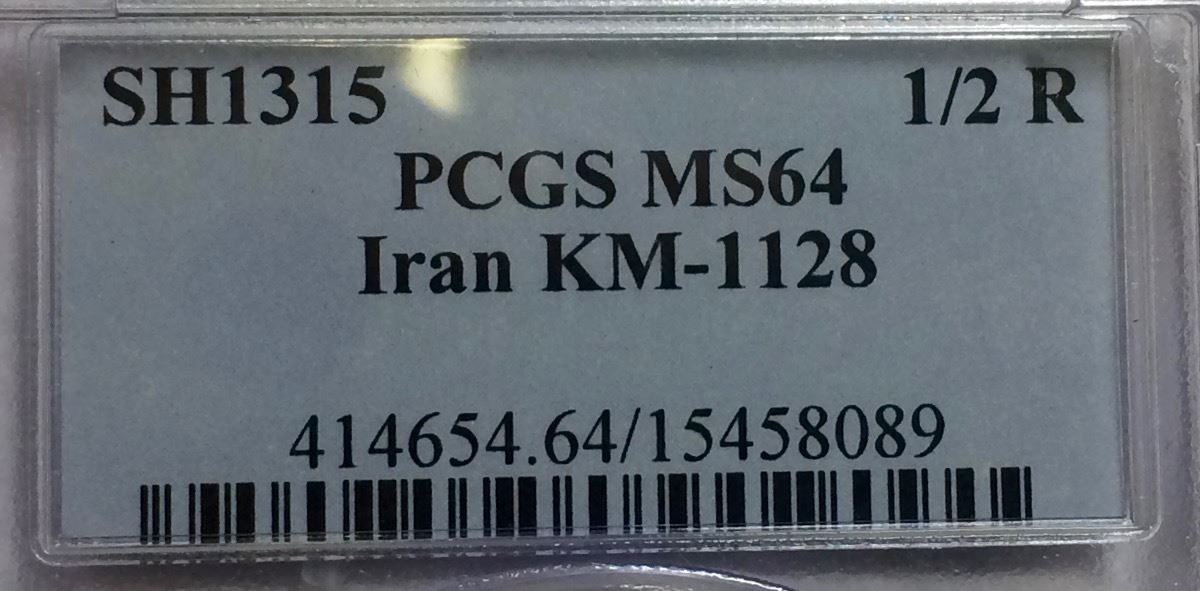 SH1315 1/2 R
PCGS MS64
Iran KM-1128
414654.64/15458089